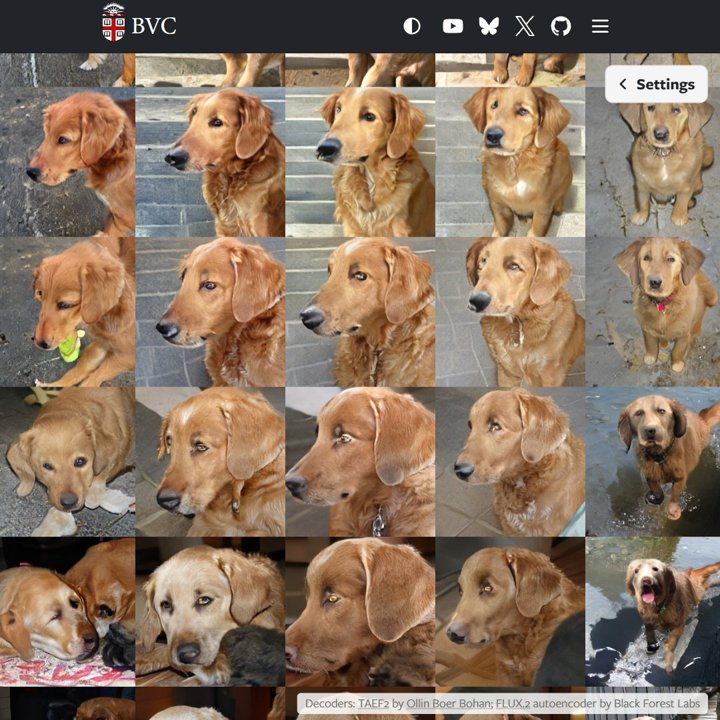 BVC
Settings
Decoders: TAEF2 by Ollin Boer Bohan; FLUX.2 autoencoder by Black Forest Labs